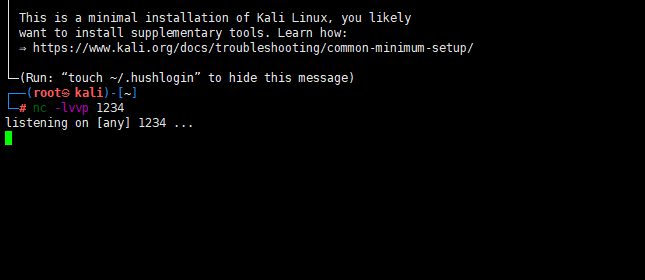 This is a minimal installation of Kali Linux, you likely
want to install supplementary tools. Learn how:
⇒ https://www.kali.org/docs/troubleshooting/common-minimum-setup/
(Run: “touch ~/.hushlogin” to hide this message)
(root㉿kali)-[~]
# nc -lvvp 1234
listening on [any] 1234 ...